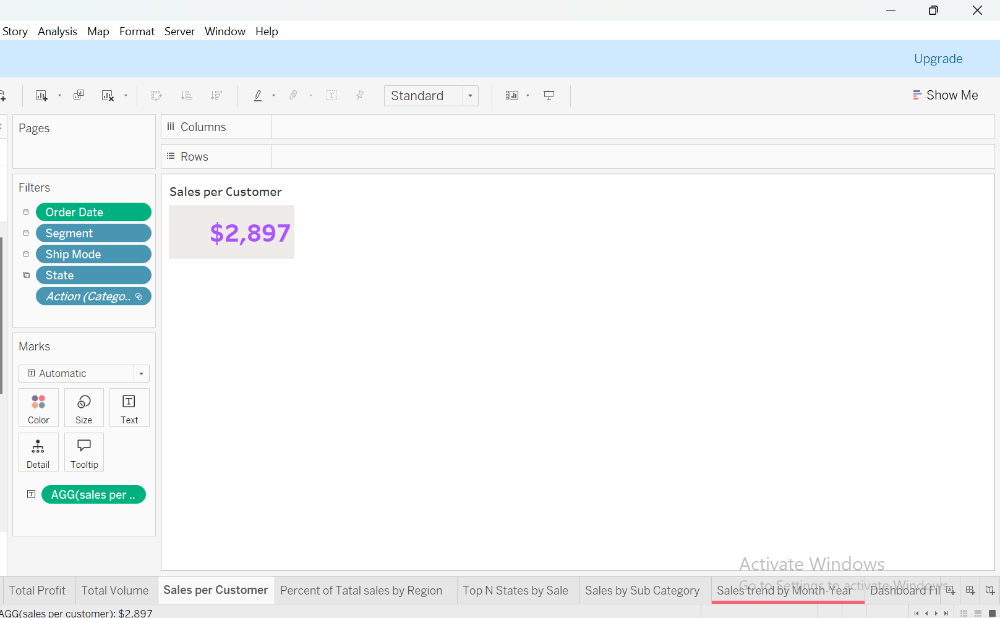 Story Analysis Map Format Server Window Help
Upgrade
Standard
Show Me
Pages
Columns
Rows
Filters
Order Date
Segment
Ship Mode
State
Action (Catego..
Sales per Customer
$2,897
Marks
Automatic
Color Size Text
Detail Tooltip
AGG(sales per ..
Activate Windows
Go to Settings to activate Windows.
Total Profit Total Volume Sales per Customer Percent of Tatal sales by Region Top N States by Sale Sales by Sub Category Sales trend by Month-Year Dashboard Fil
AGG(sales per customer): $2,897